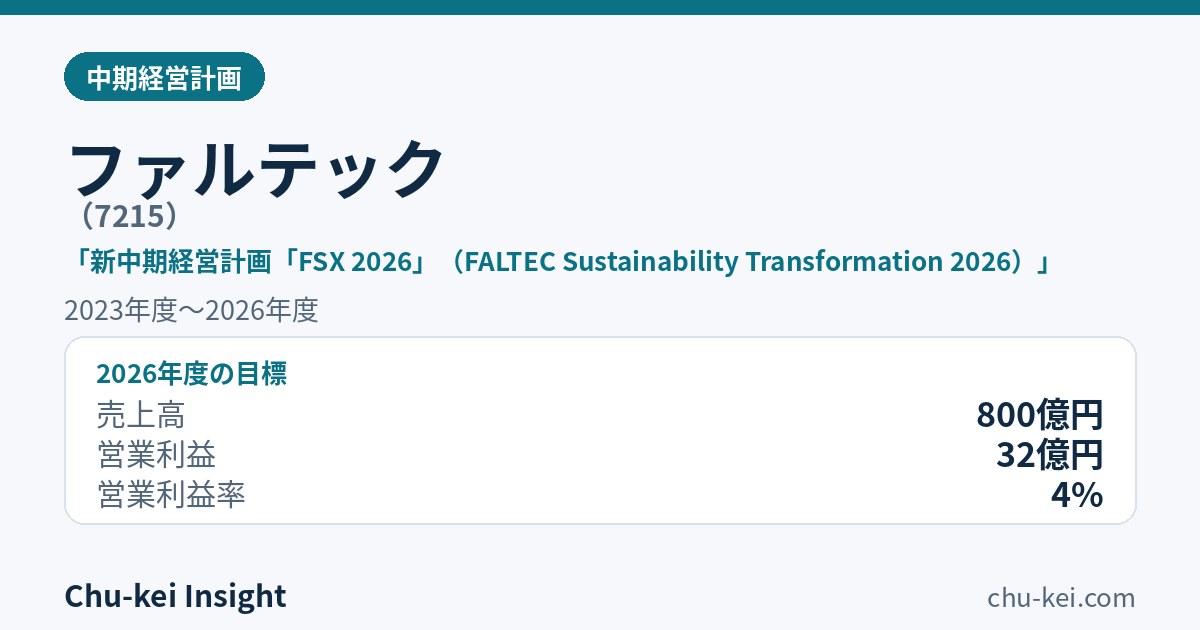 中期経営計画
ファルテック
（7215）
「新中期経営計画「FSX 2026」（FALTEC Sustainability Transformation 2026）」
2023年度～2026年度
2026年度の目標
売上高 800億円
営業利益 32億円
営業利益率 4%
Chu-kei Insight chu-kei.com